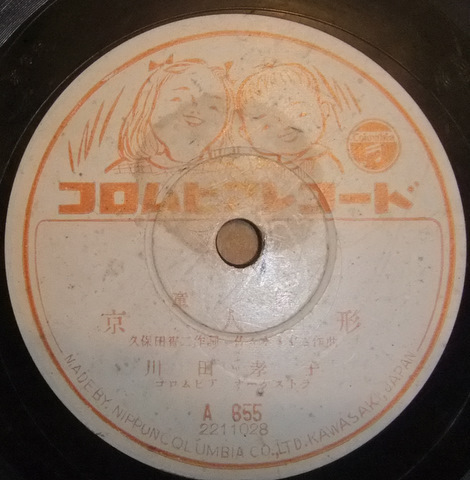 コロムビアレコード
童
京人形
川田孝子
コロムビア オーケストラ
A 655
2211028
MADE BY NIPPON COLUMBIA CO., LTD. KAWASAKI, JAPAN